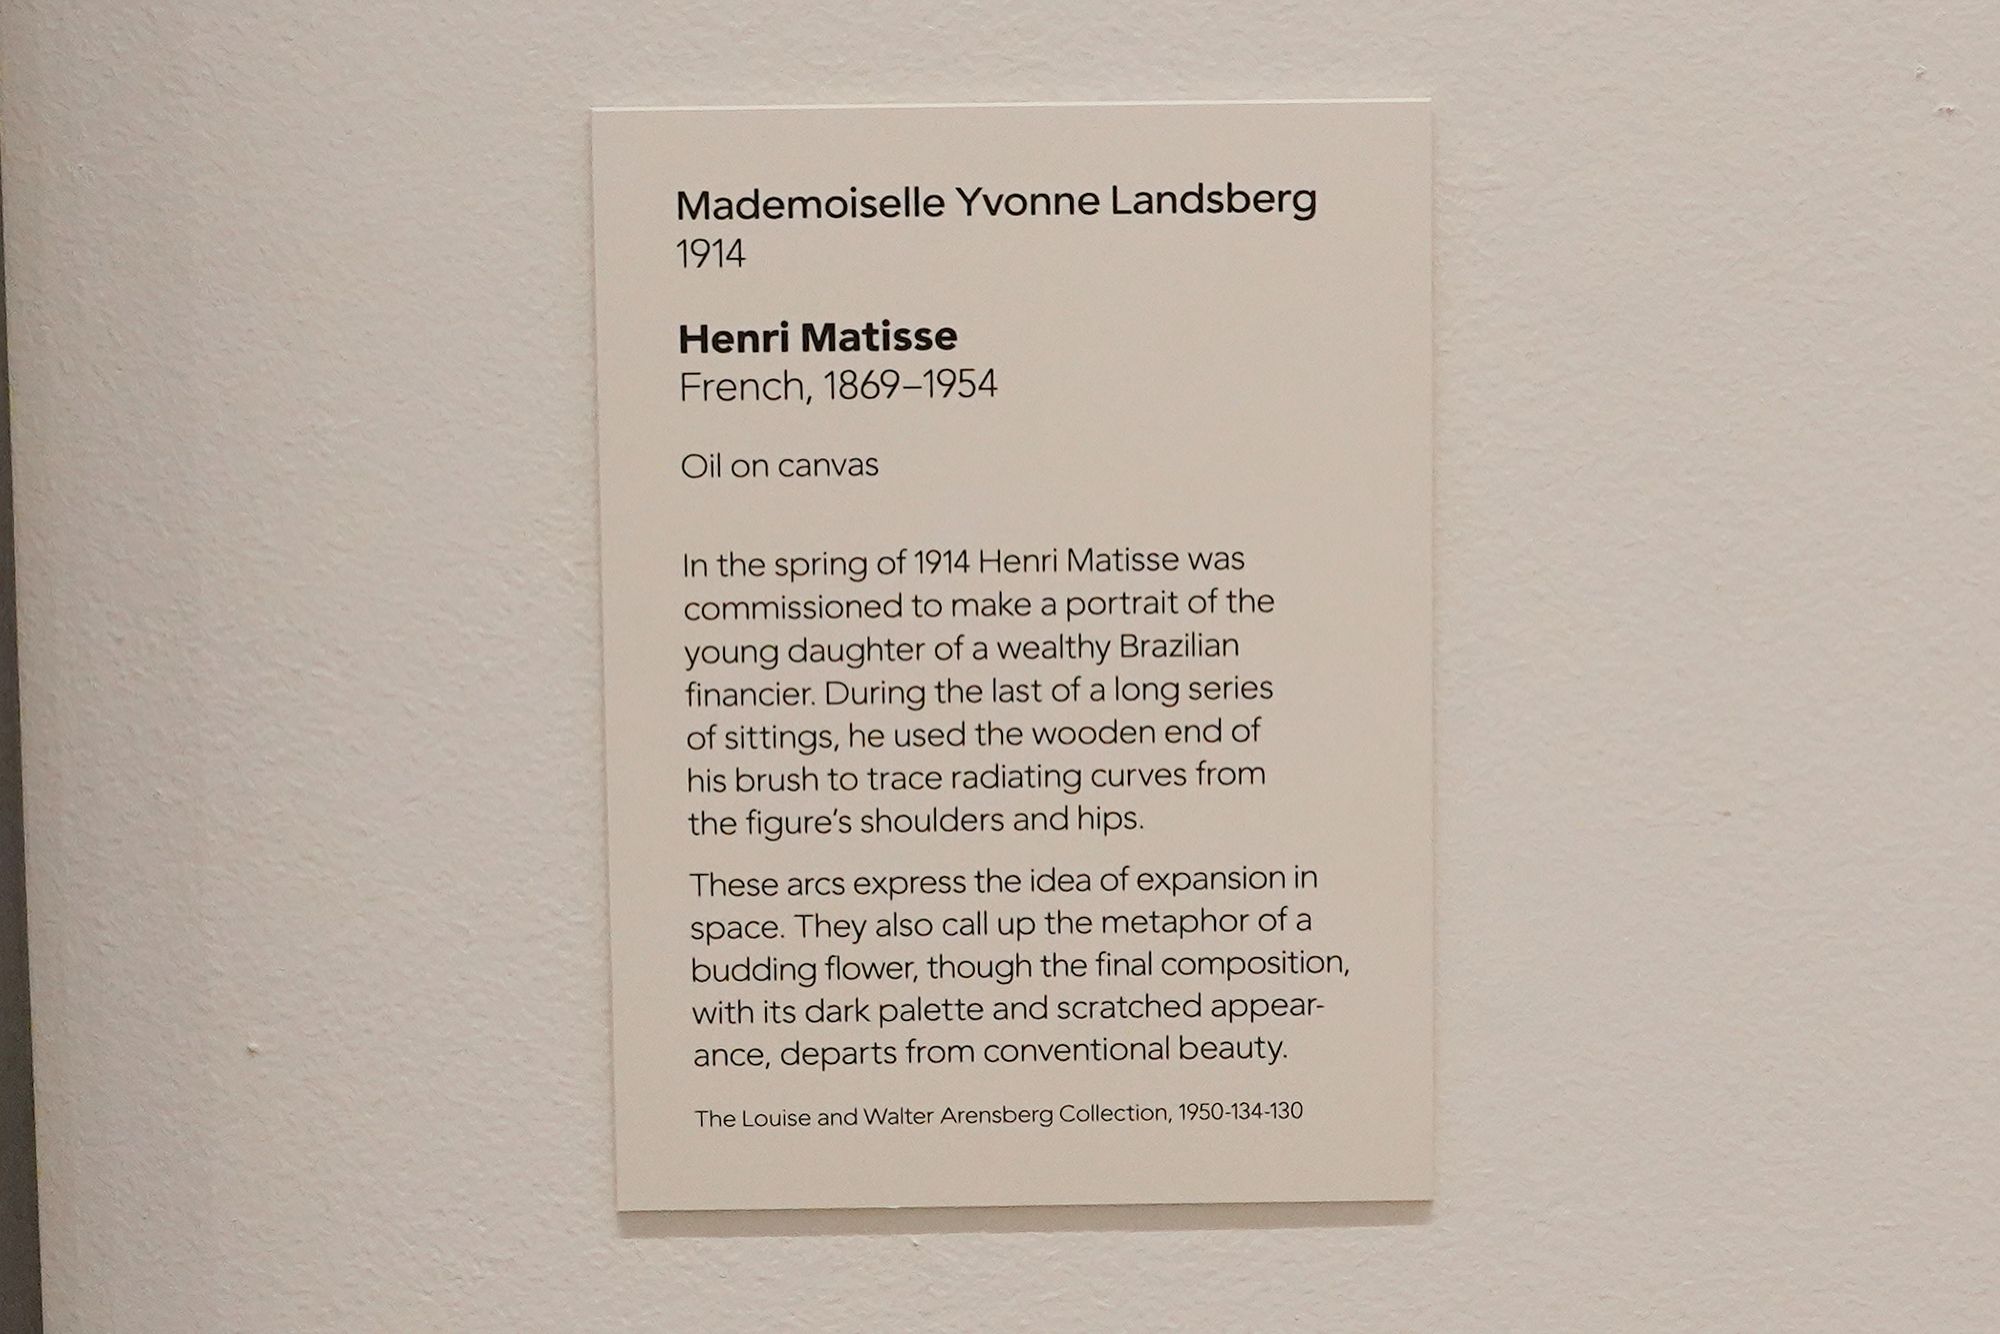 Mademoiselle Yvonne Landsberg
1914
Henri Matisse
French, 1869–1954
Oil on canvas
In the spring of 1914 Henri Matisse was
commissioned to make a portrait of the
young daughter of a wealthy Brazilian
financier. During the last of a long series
of sittings, he used the wooden end of
his brush to trace radiating curves from
the figure's shoulders and hips.
These arcs express the idea of expansion in
space. They also call up the metaphor of a
budding flower, though the final composition,
with its dark palette and scratched appear-
ance, departs from conventional beauty.
The Louise and Walter Arensberg Collection, 1950-134-130